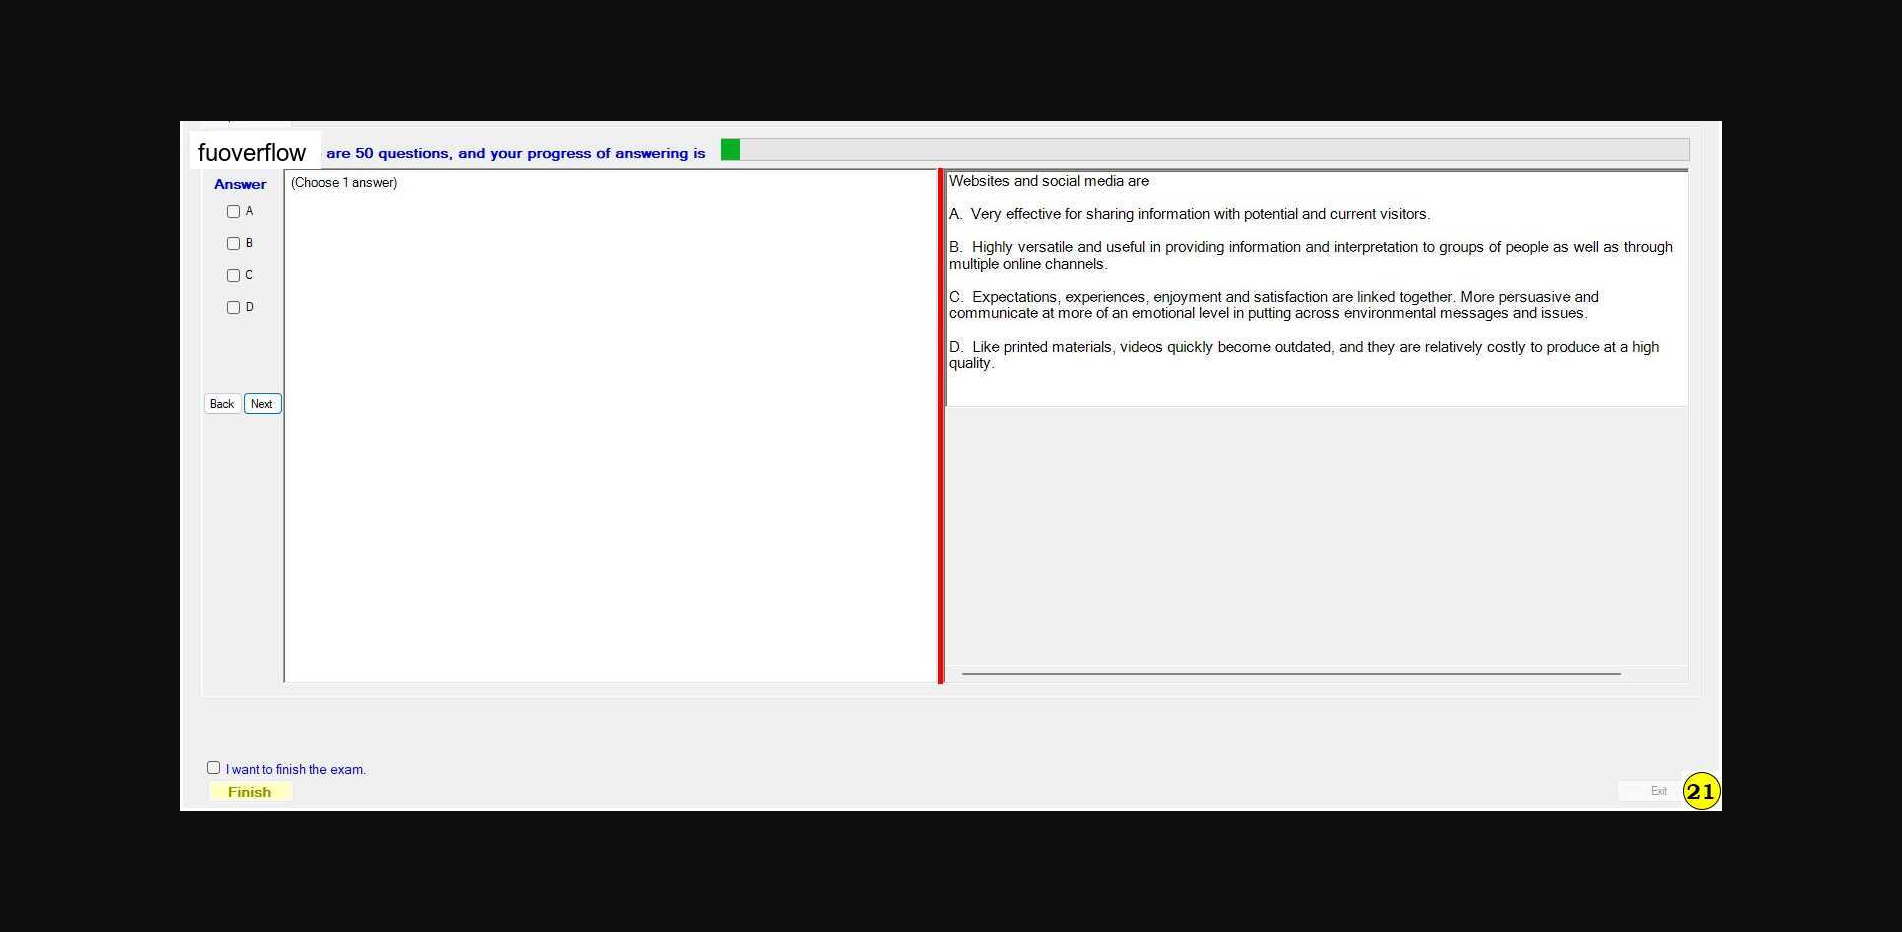 fuoverflow are 50 questions, and your progress of answering is
Answer
A
B
C
D
Back Next
(Choose 1 answer)
Websites and social media are
A. Very effective for sharing information with potential and current visitors.
B. Highly versatile and useful in providing information and interpretation to groups of people as well as through
multiple online channels.
C. Expectations, experiences, enjoyment and satisfaction are linked together. More persuasive and
communicate at more of an emotional level in putting across environmental messages and issues.
D. Like printed materials, videos quickly become outdated, and they are relatively costly to produce at a high
quality.
I want to finish the exam.
Finish
Exit
21